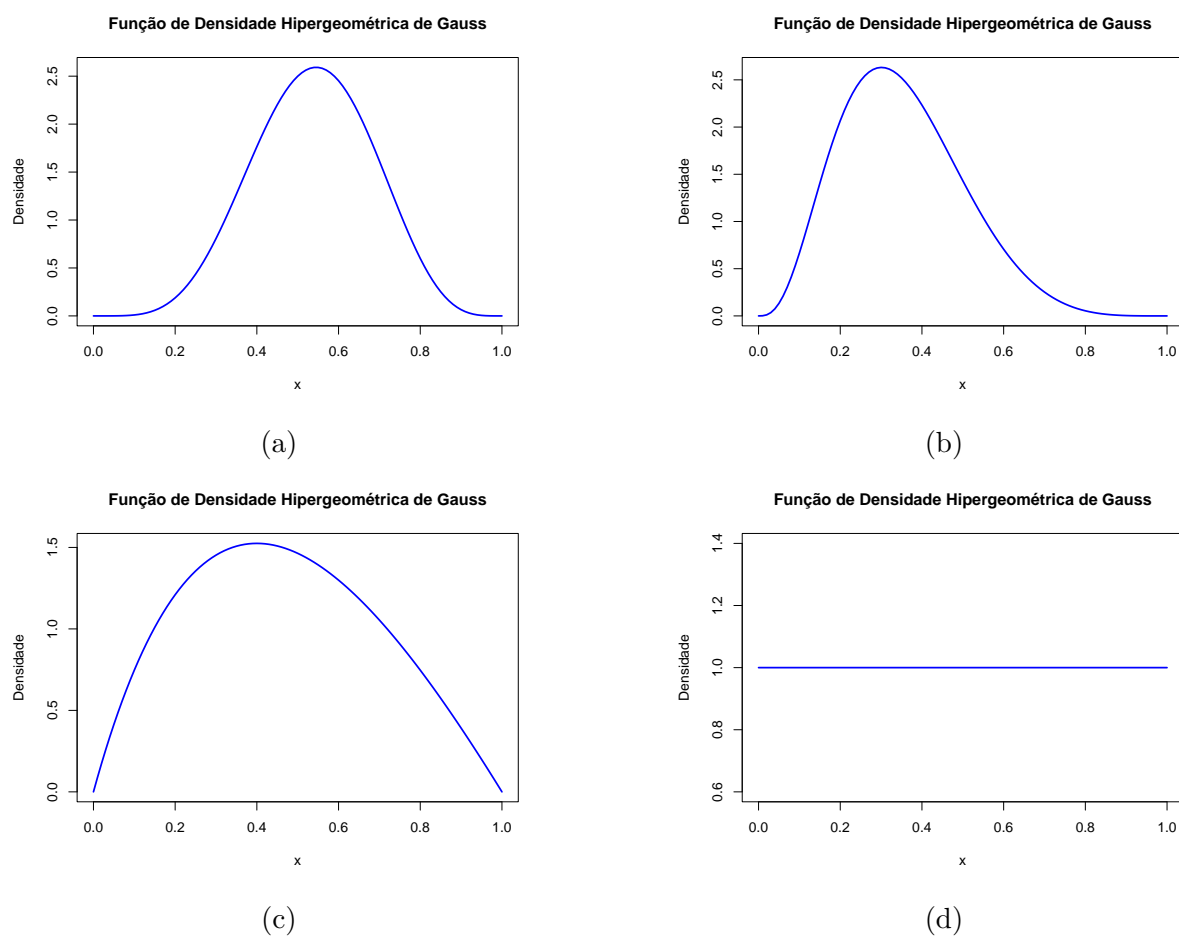 Função de Densidade Hipergeométrica de Gauss
Densidade
0.0 0.5 1.0 1.5 2.0 2.5
0.0 0.2 0.4 0.6 0.8 1.0
x
(a)
Função de Densidade Hipergeométrica de Gauss
Densidade
0.0 0.5 1.0 1.5 2.0 2.5
0.0 0.2 0.4 0.6 0.8 1.0
x
(b)
Função de Densidade Hipergeométrica de Gauss
Densidade
0.0 0.5 1.0 1.5
0.0 0.2 0.4 0.6 0.8 1.0
x
(c)
Função de Densidade Hipergeométrica de Gauss
Densidade
0.6 0.8 1.0 1.2 1.4
0.0 0.2 0.4 0.6 0.8 1.0
x
(d)